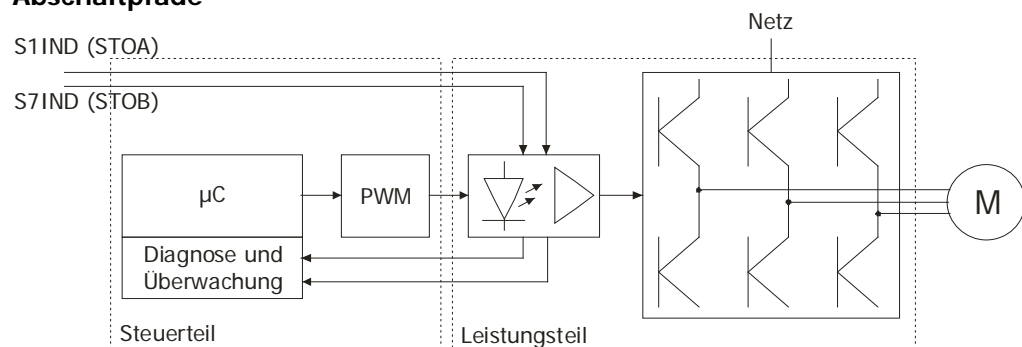 Abschaltpfade
Netz
S1IND (STOA)
S7IND (STOB)
µC
PWM
M
Diagnose und
Überwachung
Steuerteil
Leistungsteil